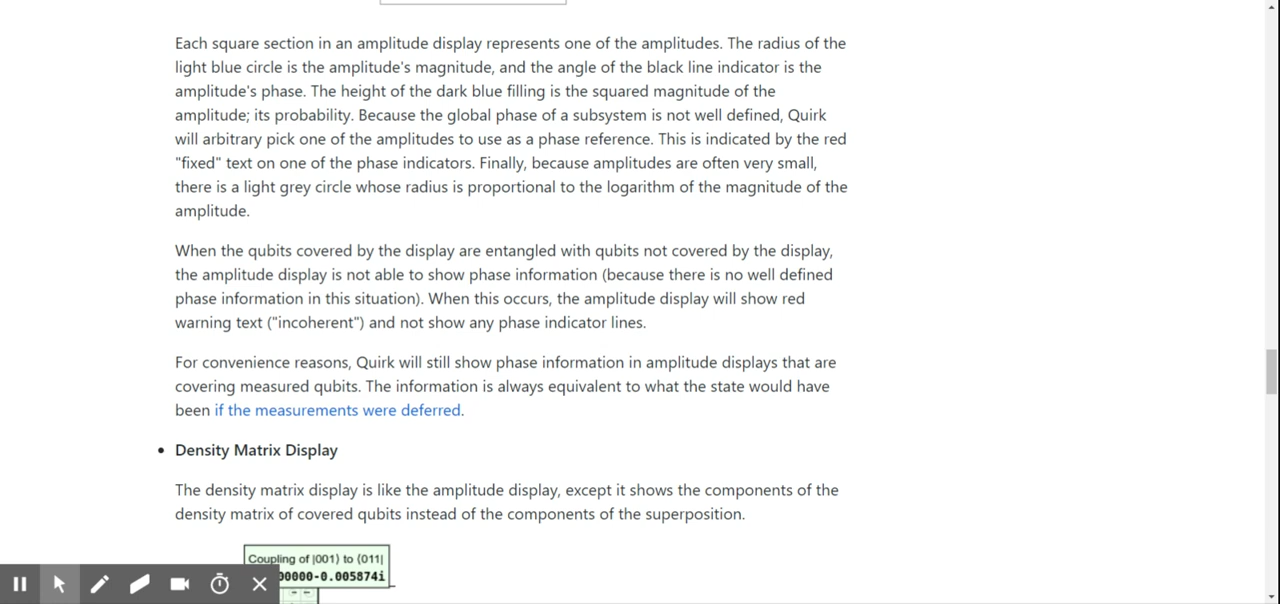 Each square section in an amplitude display represents one of the amplitudes. The radius of the
light blue circle is the amplitude's magnitude, and the angle of the black line indicator is the
amplitude's phase. The height of the dark blue filling is the squared magnitude of the
amplitude; its probability. Because the global phase of a subsystem is not well defined, Quirk
will arbitrary pick one of the amplitudes to use as a phase reference. This is indicated by the red
"fixed" text on one of the phase indicators. Finally, because amplitudes are often very small,
there is a light grey circle whose radius is proportional to the logarithm of the magnitude of the
amplitude.
When the qubits covered by the display are entangled with qubits not covered by the display,
the amplitude display is not able to show phase information (because there is no well defined
phase information in this situation). When this occurs, the amplitude display will show red
warning text ("incoherent") and not show any phase indicator lines.
For convenience reasons, Quirk will still show phase information in amplitude displays that are
covering measured qubits. The information is always equivalent to what the state would have
been if the measurements were deferred.
• Density Matrix Display
The density matrix display is like the amplitude display, except it shows the components of the
density matrix of covered qubits instead of the components of the superposition.
Coupling of |001⟩ to ⟨011|
00000-0.005874i